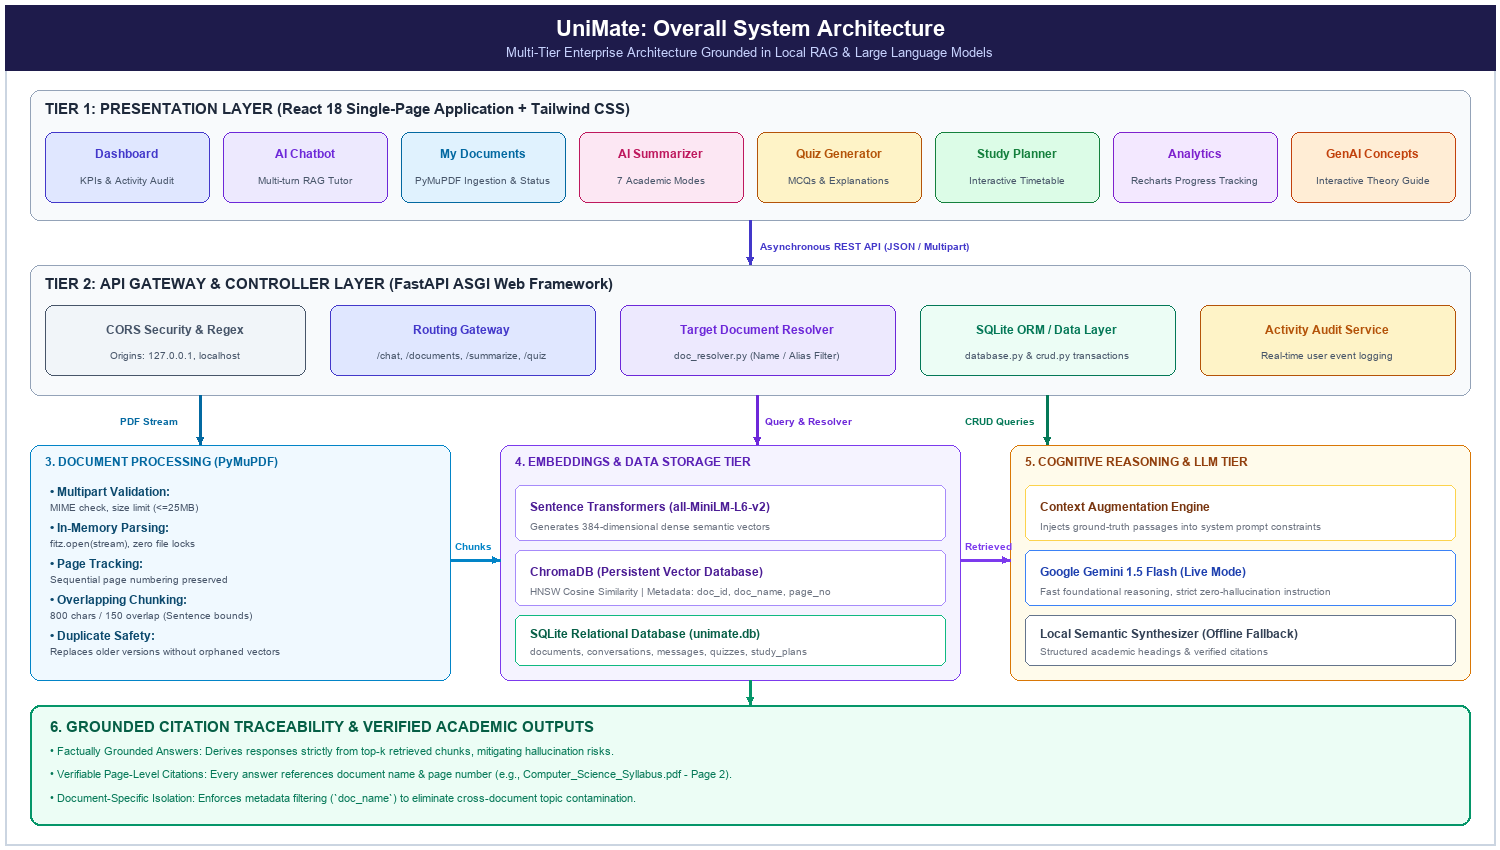 UniMate: Overall System Architecture
Multi-Tier Enterprise Architecture Grounded in Local RAG & Large Language Models
TIER 1: PRESENTATION LAYER (React 18 Single-Page Application + Tailwind CSS)
Dashboard
KPIs & Activity Audit
AI Chatbot
Multi-turn RAG Tutor
My Documents
PyMuPDF Ingestion & Status
AI Summarizer
7 Academic Modes
Quiz Generator
MCQs & Explanations
Study Planner
Interactive Timetable
Analytics
Recharts Progress Tracking
GenAI Concepts
Interactive Theory Guide
Asynchronous REST API (JSON / Multipart)
TIER 2: API GATEWAY & CONTROLLER LAYER (FastAPI ASGI Web Framework)
CORS Security & Regex
Origins: 127.0.0.1, localhost
Routing Gateway
/chat, /documents, /summarize, /quiz
Target Document Resolver
doc_resolver.py (Name / Alias Filter)
SQLite ORM / Data Layer
database.py & crud.py transactions
Activity Audit Service
Real-time user event logging
PDF Stream
Query & Resolver
CRUD Queries
3. DOCUMENT PROCESSING (PyMuPDF)
• Multipart Validation:
MIME check, size limit (<=25MB)
• In-Memory Parsing:
fitz.open(stream), zero file locks
• Page Tracking:
Sequential page numbering preserved
• Overlapping Chunking:
800 chars / 150 overlap (Sentence bounds)
• Duplicate Safety:
Replaces older versions without orphaned vectors
Chunks
4. EMBEDDINGS & DATA STORAGE TIER
Sentence Transformers (all-MiniLM-L6-v2)
Generates 384-dimensional dense semantic vectors
ChromaDB (Persistent Vector Database)
HNSW Cosine Similarity | Metadata: doc_id, doc_name, page_no
SQLite Relational Database (unimate.db)
documents, conversations, messages, quizzes, study_plans
Retrieved
5. COGNITIVE REASONING & LLM TIER
Context Augmentation Engine
Injects ground-truth passages into system prompt constraints
Google Gemini 1.5 Flash (Live Mode)
Fast foundational reasoning, strict zero-hallucination instruction
Local Semantic Synthesizer (Offline Fallback)
Structured academic headings & verified citations
6. GROUNDED CITATION TRACEABILITY & VERIFIED ACADEMIC OUTPUTS
• Factually Grounded Answers: Derives responses strictly from top-k retrieved chunks, mitigating hallucination risks.
• Verifiable Page-Level Citations: Every answer references document name & page number (e.g., Computer_Science_Syllabus.pdf - Page 2).
• Document-Specific Isolation: Enforces metadata filtering (`doc_name`) to eliminate cross-document topic contamination.